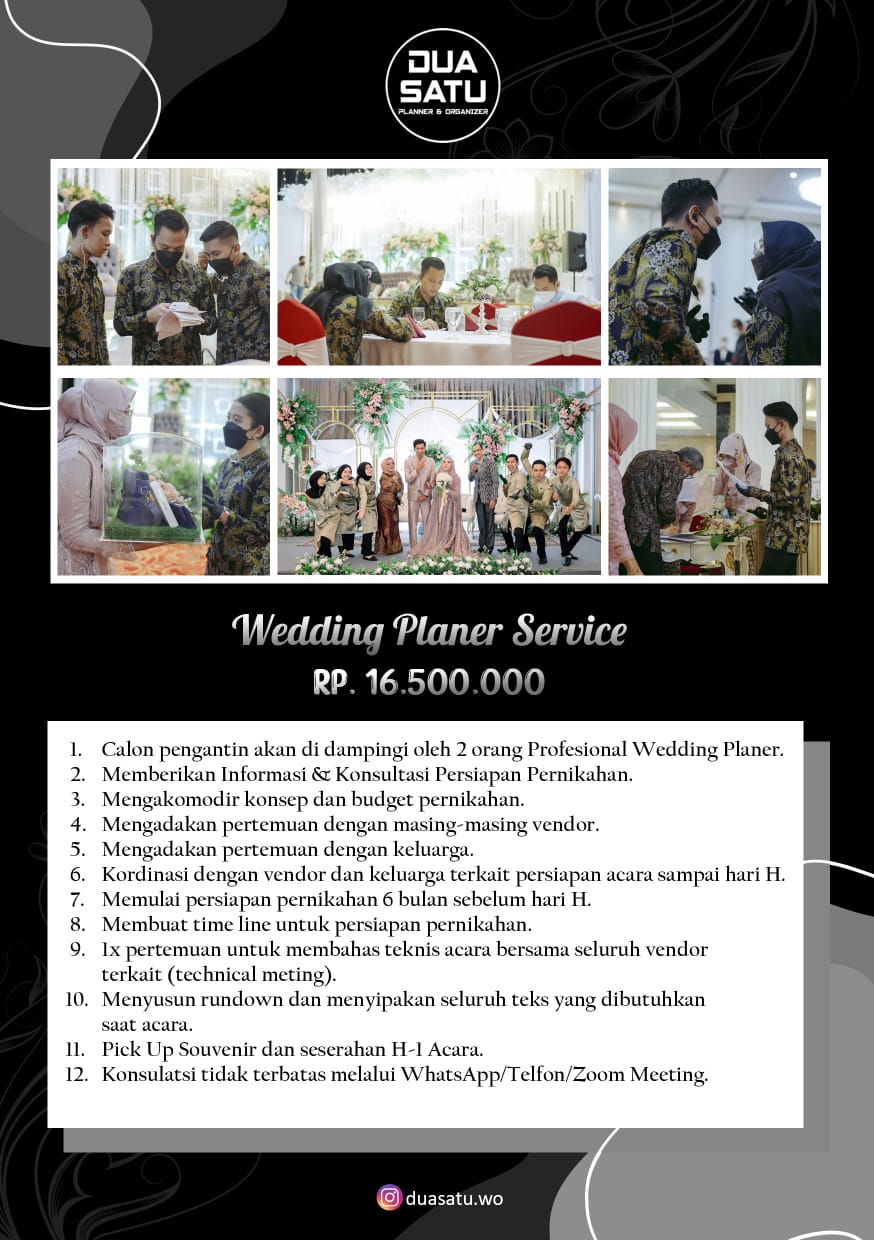 DUA
SATU
PLANNER & ORGANIZER
Wedding Planer Service
RP. 16.500.000
1. Calon pengantin akan di dampingi oleh 2 orang Profesional Wedding Planer.
2. Memberikan Informasi & Konsultasi Persiapan Pernikahan.
3. Mengakomodir konsep dan budget pernikahan.
4. Mengadakan pertemuan dengan masing-masing vendor.
5. Mengadakan pertemuan dengan keluarga.
6. Kordinasi dengan vendor dan keluarga terkait persiapan acara sampai hari H.
7. Memulai persiapan pernikahan 6 bulan sebelum hari H.
8. Membuat time line untuk persiapan pernikahan.
9. 1x pertemuan untuk membahas teknis acara bersama seluruh vendor
terkait (technical meting).
10. Menyusun rundown dan menyipakan seluruh teks yang dibutuhkan
saat acara.
11. Pick Up Souvenir dan seserahan H-1 Acara.
12. Konsulatsi tidak terbatas melalui WhatsApp/Telfon/Zoom Meeting.
duasatu.wo